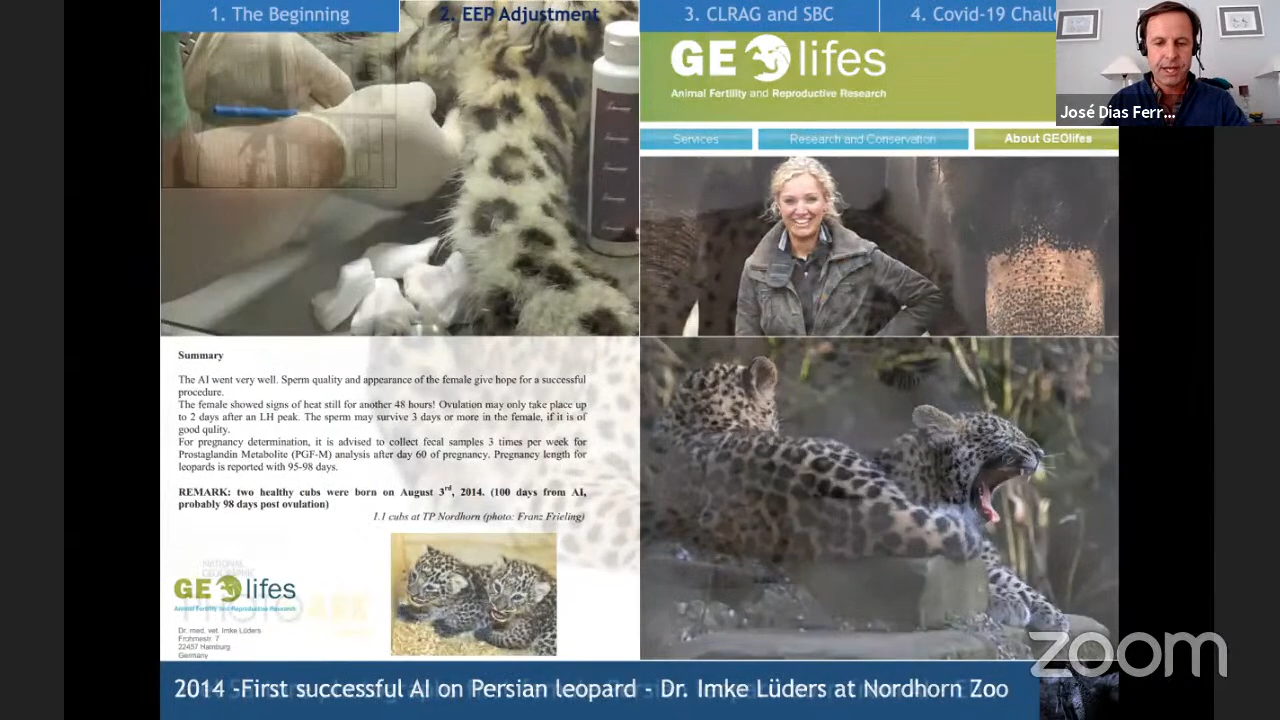 1. The Beginning
2. EEP Adjustment
3. CLRAG and SBC
4. Covid-19 Chall
José Dias Ferr...
GEOlifes
Animal Fertility and Reproductive Research
Services
Research and Conservation
About GEOlifes
Summary
The AI went very well. Sperm quality and appearance of the female give hope for a successful
procedure.
The female showed signs of heat still for another 48 hours! Ovulation may only take place up
to 2 days after an LH peak. The sperm may survive 3 days or more in the female, if it is of
good qulity.
For pregnancy determination, it is advised to collect fecal samples 3 times per week for
Prostaglandin Metabolite (PGF-M) analysis after day 60 of pregnancy. Pregnancy length for
leopards is reported with 95-98 days.
REMARK: two healthy cubs were born on August 3rd, 2014. (100 days from AI,
probably 98 days post ovulation)
1.1 cubs at TP Nordhorn (photo: Franz Frieling)
NATIONAL
GEOGRAPHIC
PHOTO ARK
GEOlifes
Animal Fertility and Reproductive Research
Dr. med. vet. Imke Lüders
Frohmestr. 7
22457 Hamburg
Germany
2014 -First successful AI on Persian leopard - Dr. Imke Lüders at Nordhorn Zoo
zoom